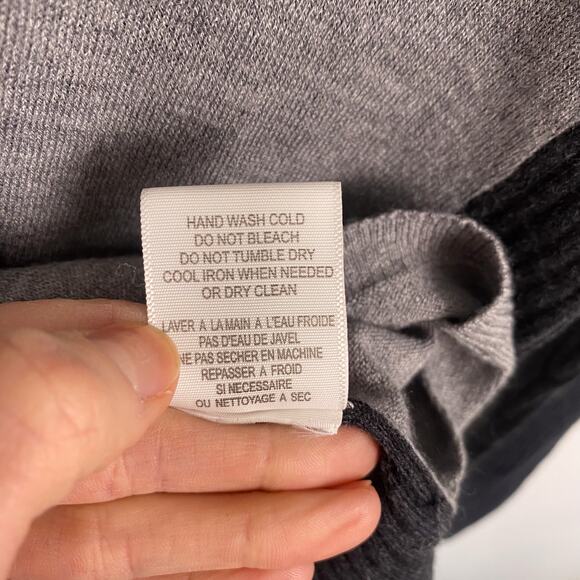 HAND WASH COLD
DO NOT BLEACH
DO NOT TUMBLE DRY
COOL IRON WHEN NEEDED
OR DRY CLEAN
LAVER A LA MAIN A L'EAU FROIDE
PAS D'EAU DE JAVEL
NE PAS SECHER EN MACHINE
REPASSER A FROID
SI NECESSAIRE
OU NETTOYAGE A SEC